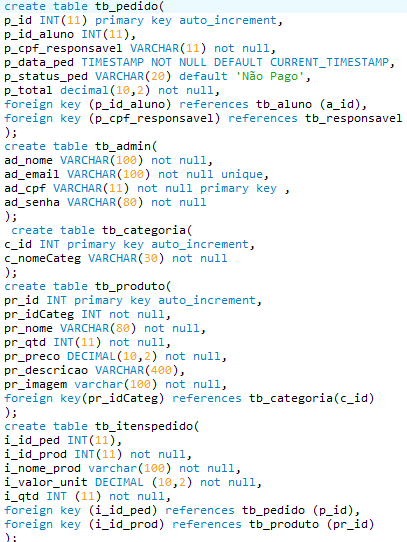 create table tb_pedido(
p_id INT(11) primary key auto_increment,
p_id_aluno INT(11),
p_cpf_responsavel VARCHAR(11) not null,
p_data_ped TIMESTAMP NOT NULL DEFAULT CURRENT_TIMESTAMP,
p_status_ped VARCHAR(20) default 'Não Pago',
p_total decimal(10,2) not null,
foreign key (p_id_aluno) references tb_aluno (a_id),
foreign key (p_cpf_responsavel) references tb_responsavel
);
create table tb_admin(
ad_nome VARCHAR(100) not null,
ad_email VARCHAR(100) not null unique,
ad_cpf VARCHAR(11) not null primary key ,
ad_senha VARCHAR(80) not null
);
create table tb_categoria(
c_id INT primary key auto_increment,
c_nomeCateg VARCHAR(30) not null
);
create table tb_produto(
pr_id INT primary key auto_increment,
pr_idCateg INT not null,
pr_nome VARCHAR(80) not null,
pr_qtd INT(11) not null,
pr_preco DECIMAL(10,2) not null,
pr_descricao VARCHAR(400),
pr_imagem varchar(100) not null,
foreign key(pr_idCateg) references tb_categoria(c_id)
);
create table tb_itenspedido(
i_id_ped INT(11),
i_id_prod INT(11) not null,
i_nome_prod varchar(100) not null,
i_valor_unit DECIMAL (10,2) not null,
i_qtd INT (11) not null,
foreign key (i_id_ped) references tb_pedido (p_id),
foreign key (i_id_prod) references tb_produto (pr_id)
);